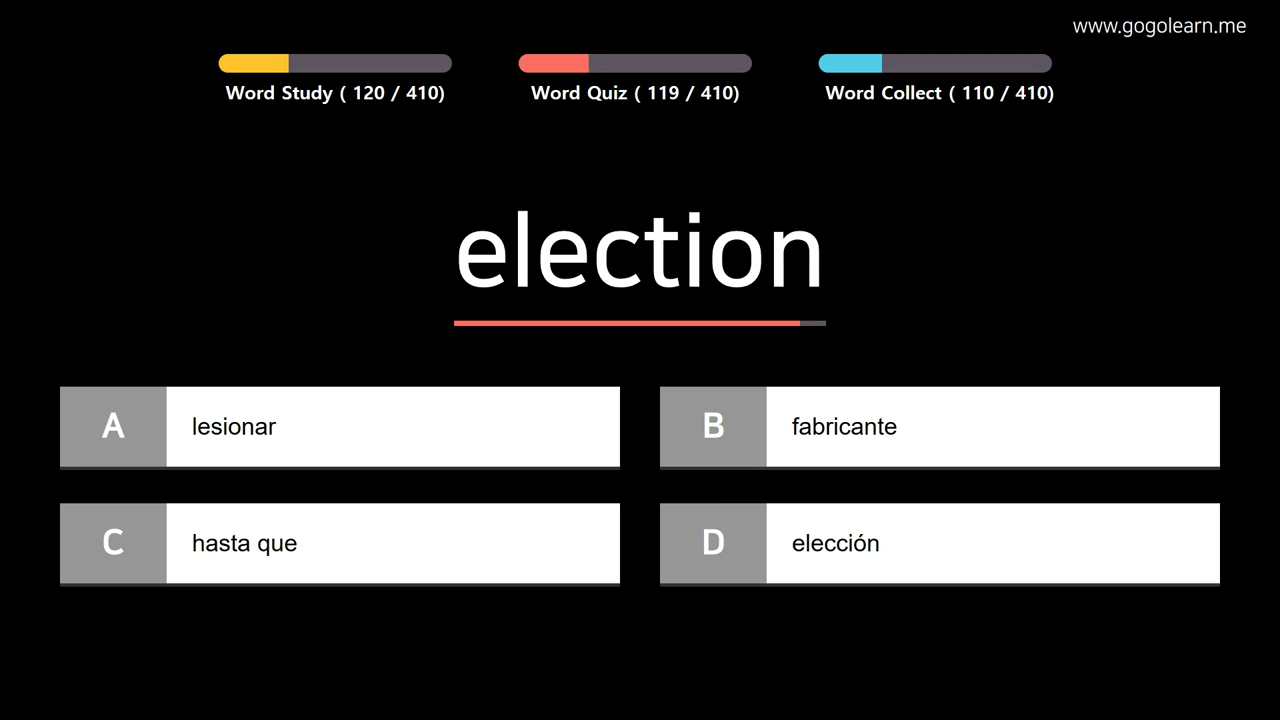 www.gogolearn.me
Word Study ( 120 / 410)
Word Quiz ( 119 / 410)
Word Collect ( 110 / 410)
election
A
lesionar
B
fabricante
C
hasta que
D
elección